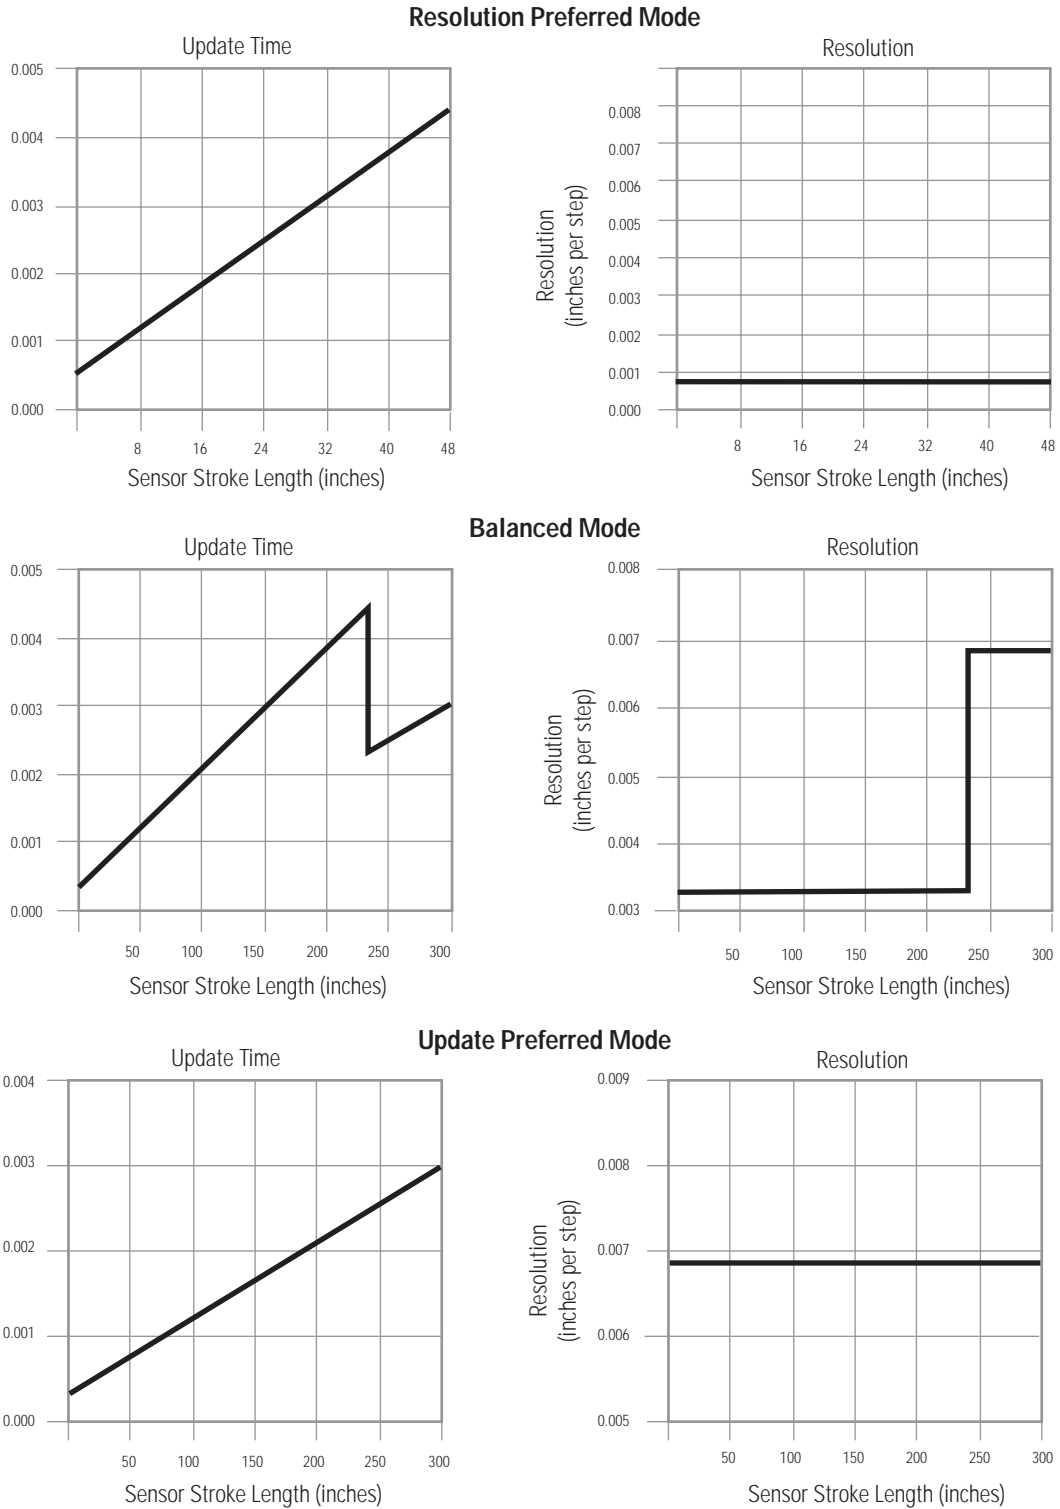 Resolution Preferred Mode
Update Time
0.005
0.004
0.003
0.002
0.001
0.000
8 16 24 32 40 48
Sensor Stroke Length (inches)
Resolution
Resolution
(inches per step)
0.008
0.007
0.006
0.005
0.004
0.003
0.002
0.001
0.000
8 16 24 32 40 48
Sensor Stroke Length (inches)
Balanced Mode
Update Time
0.005
0.004
0.003
0.002
0.001
0.000
50 100 150 200 250 300
Sensor Stroke Length (inches)
Resolution
Resolution
(inches per step)
0.008
0.007
0.006
0.005
0.004
0.003
50 100 150 200 250 300
Sensor Stroke Length (inches)
Update Preferred Mode
Update Time
0.004
0.003
0.002
0.001
0.000
50 100 150 200 250 300
Sensor Stroke Length (inches)
Resolution
Resolution
(inches per step)
0.009
0.008
0.007
0.006
0.005
50 100 150 200 250 300
Sensor Stroke Length (inches)